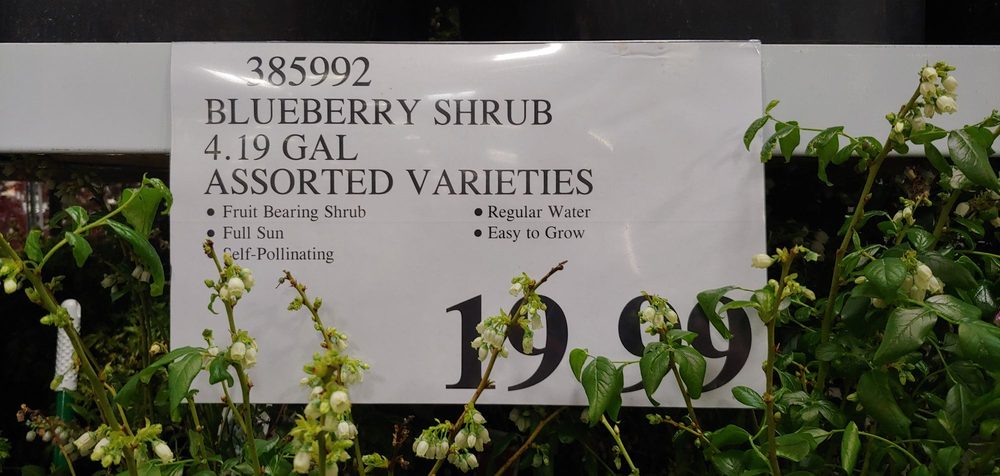 385992
BLUEBERRY SHRUB
4.19 GAL
ASSORTED VARIETIES
• Fruit Bearing Shrub
• Full Sun
Self-Pollinating
• Regular Water
• Easy to Grow
19.99